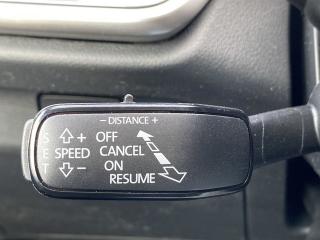 - DISTANCE +
S
E
T
+
SPEED
-
OFF
CANCEL
ON
RESUME